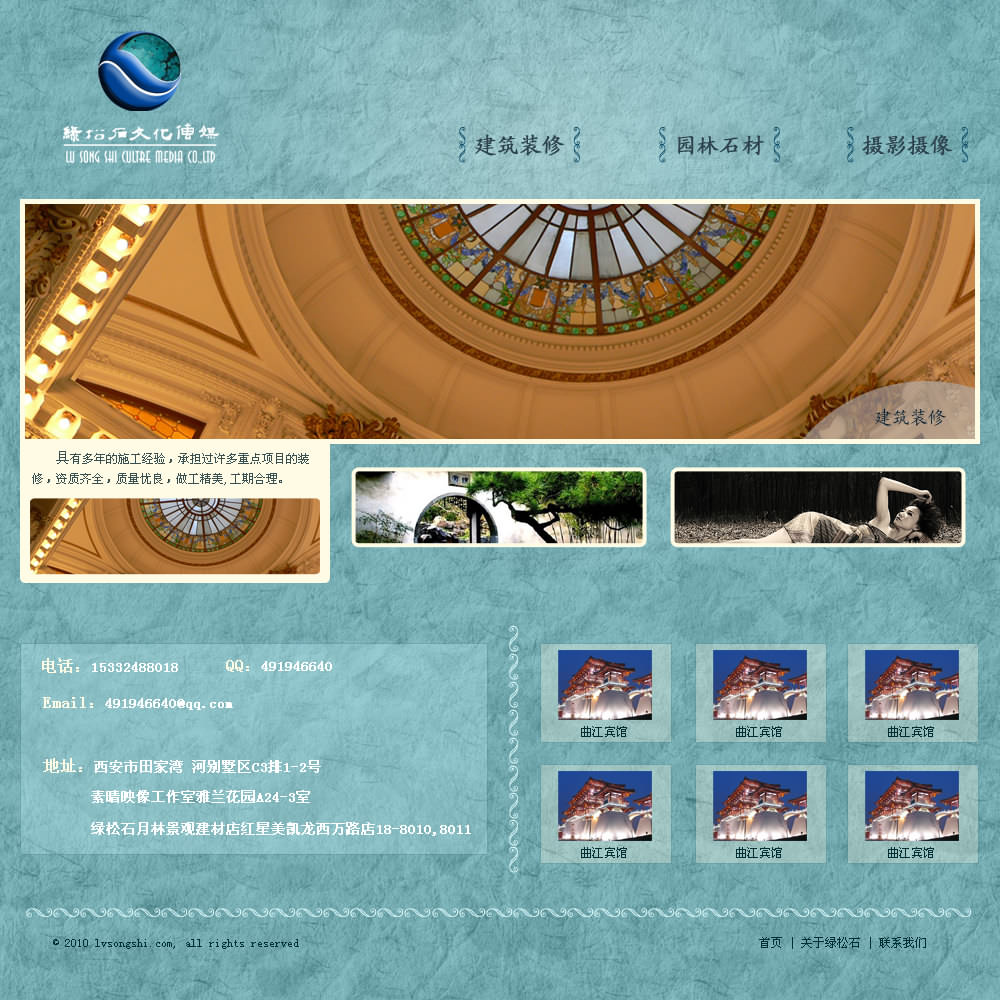 綠松石文化傳媒
LU SONG SHI CULTRE MEDIA CO.,LTD
建筑装修
园林石材
摄影摄像
建筑装修
具有多年的施工经验，承担过许多重点项目的装
修，资质齐全，质量优良，做工精美,工期合理。
电话：15332488018 QQ：491946640
Email：491946640@qq.com
地址：西安市田家湾 河别墅区C3排1-2号
素晴映像工作室雅兰花园A24-3室
绿松石月林景观建材店红星美凯龙西万路店18-8010,8011
曲江宾馆 曲江宾馆 曲江宾馆
曲江宾馆 曲江宾馆 曲江宾馆
© 2010 lvsongshi.com, all rights reserved
首页 | 关于绿松石 | 联系我们